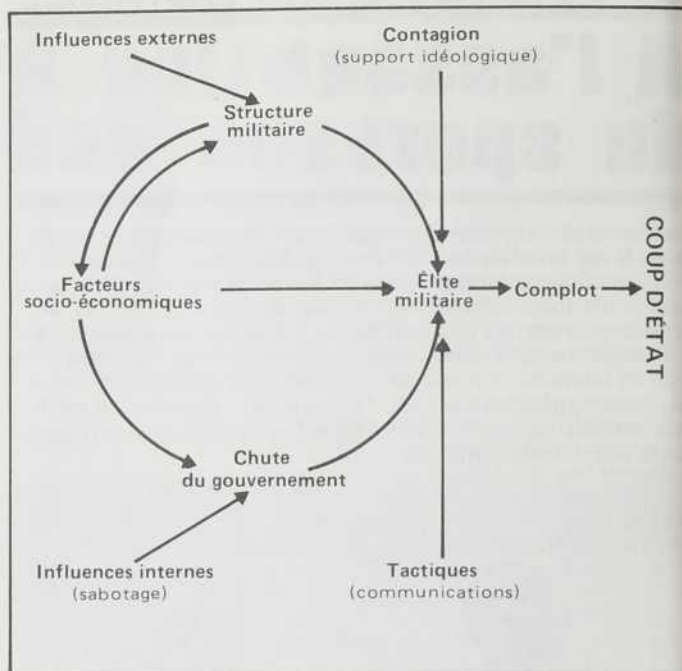 Influences externes
Contagion
(support idéologique)
Structure
militaire
Facteurs
socio-économiques
Élite
militaire
Complot
COUP D'ÉTAT
Chute
du gouvernement
Influences internes
(sabotage)
Tactiques
(communications)